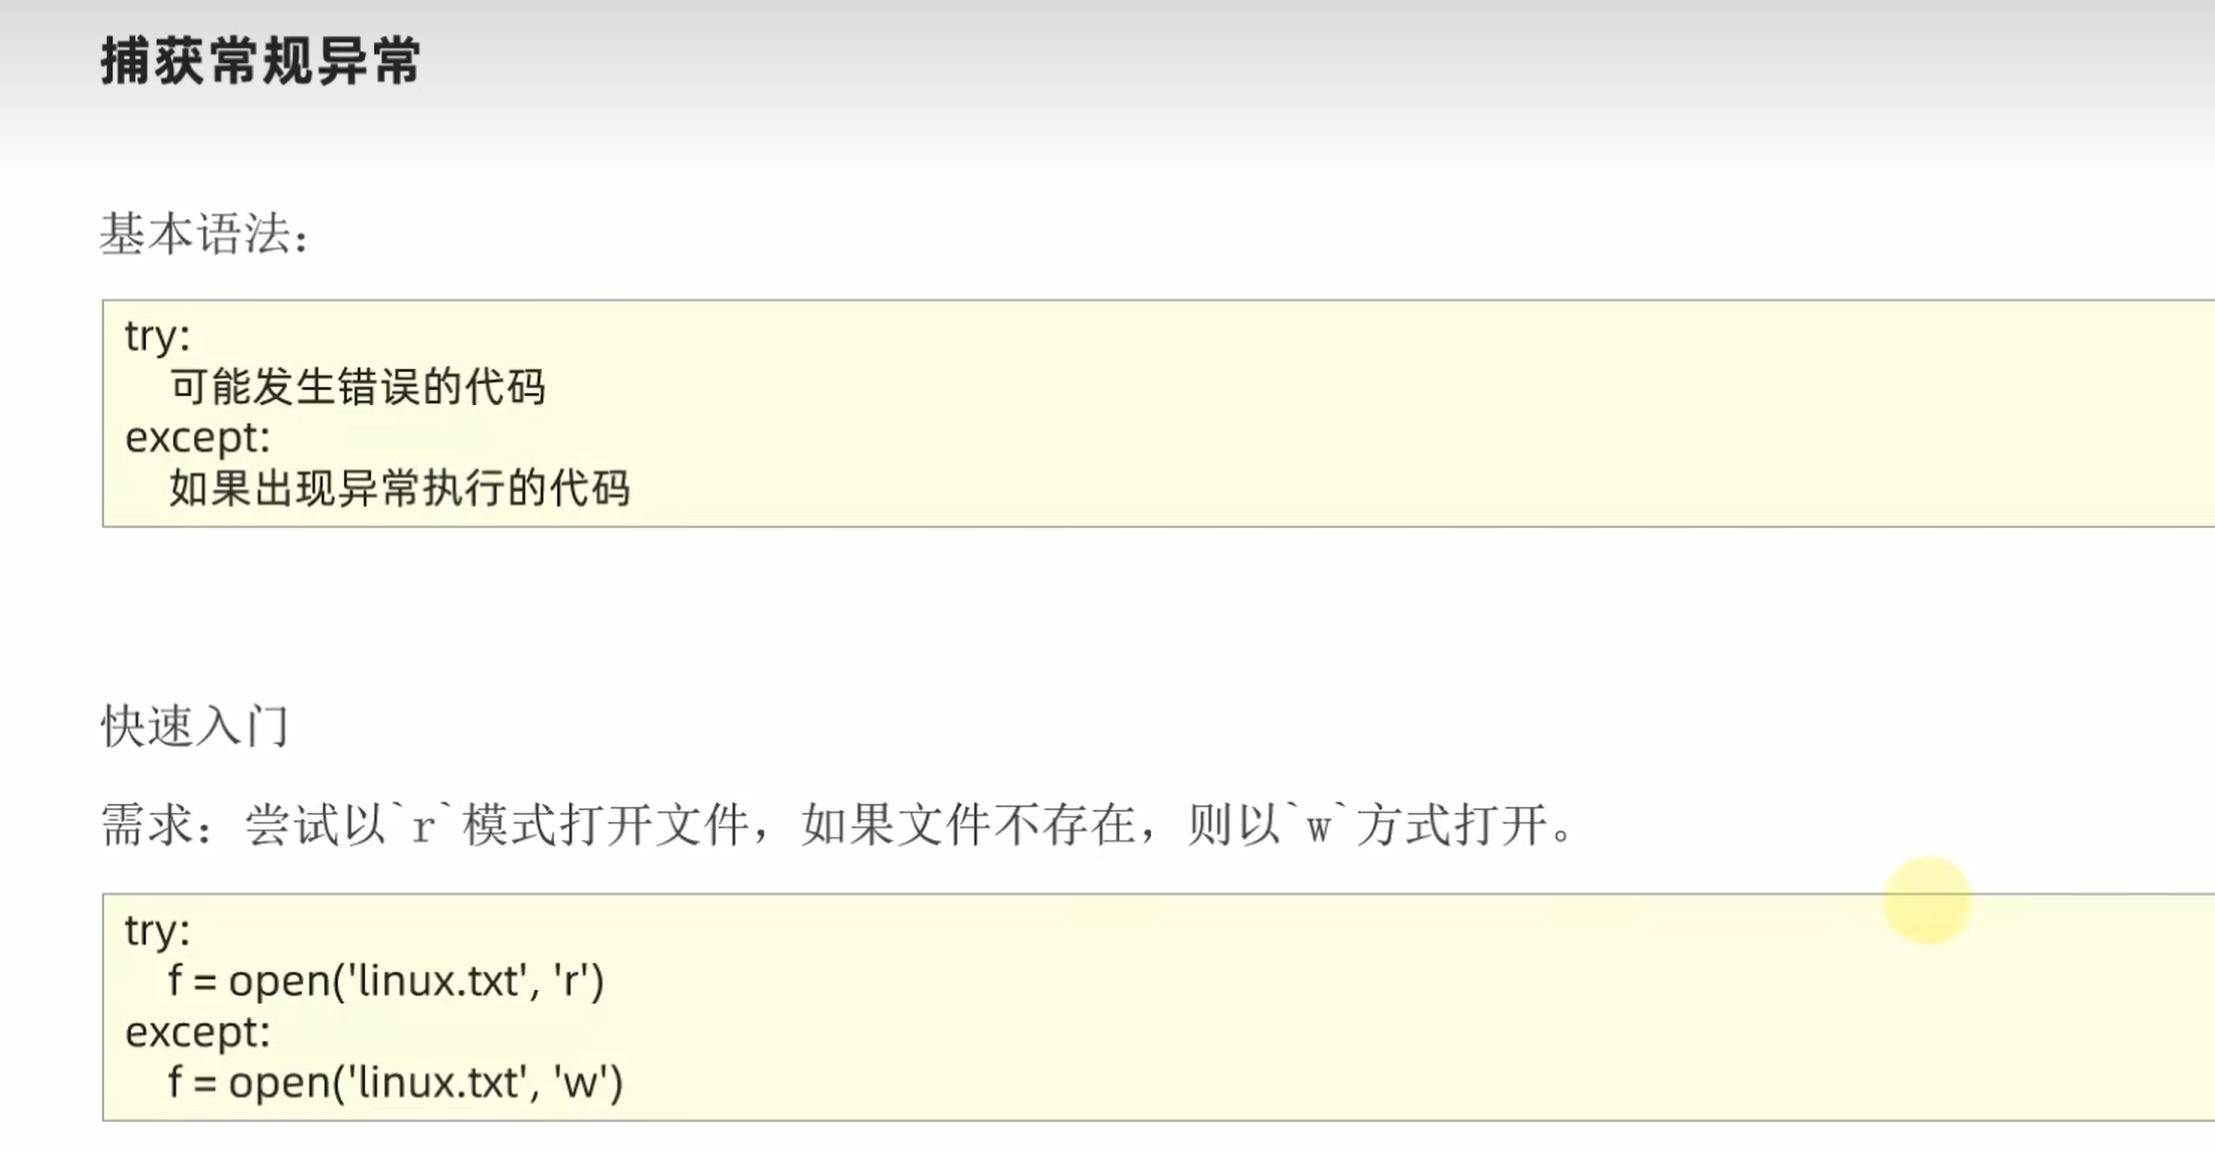 捕获常规异常
基本语法：
try:
    可能发生错误的代码
except:
    如果出现异常执行的代码
快速入门
需求：尝试以`r`模式打开文件，如果文件不存在，则以`w`方式打开。
try:
    f = open('linux.txt', 'r')
except:
    f = open('linux.txt', 'w')